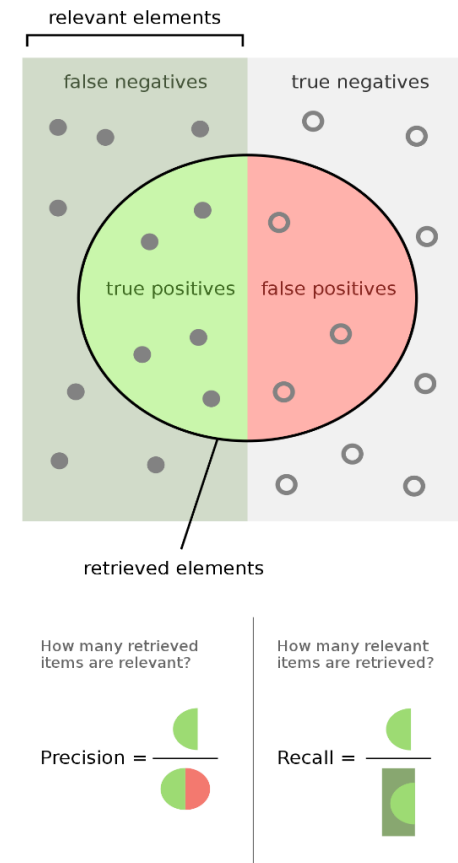 relevant elements
false negatives
true negatives
true positives
false positives
retrieved elements
How many retrieved
items are relevant?
How many relevant
items are retrieved?
Precision =
Recall =